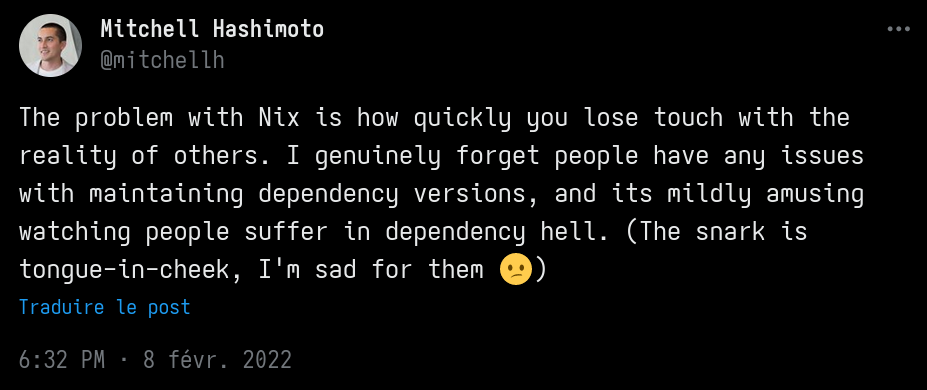 Mitchell Hashimoto
@mitchellh
The problem with Nix is how quickly you lose touch with the
reality of others. I genuinely forget people have any issues
with maintaining dependency versions, and its mildly amusing
watching people suffer in dependency hell. (The snark is
tongue-in-cheek, I'm sad for them 😕)
Traduire le post
6:32 PM · 8 févr. 2022